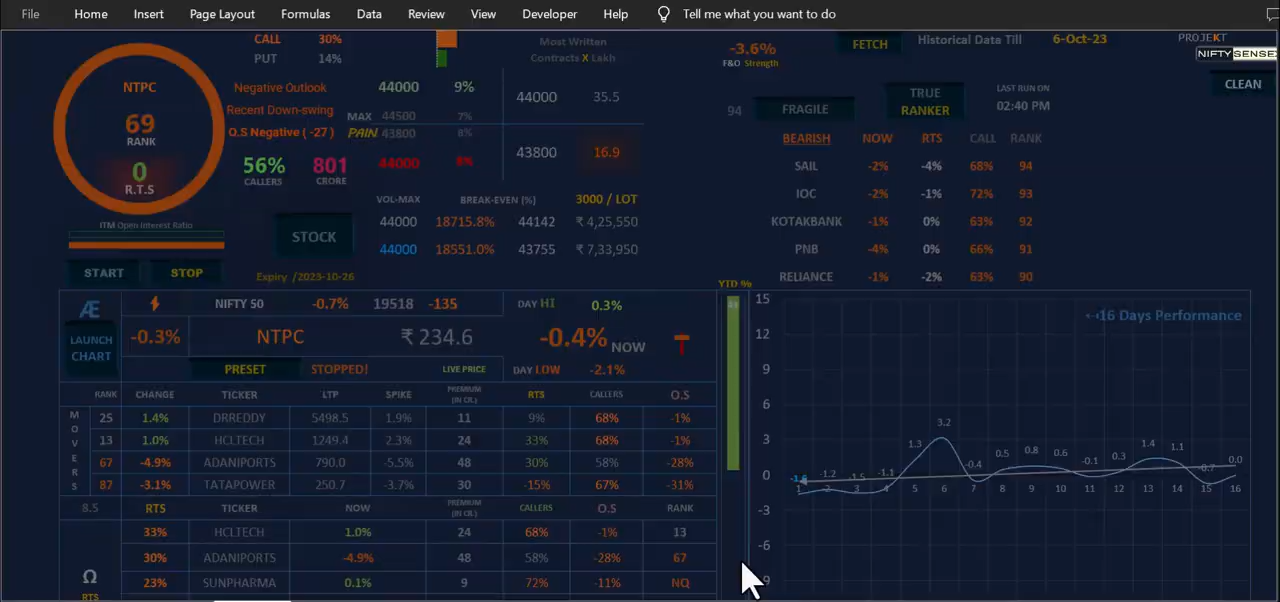 File Home Insert Page Layout Formulas Data Review View Developer Help Tell me what you want to do
CALL 30%
PUT 14%
Most Written
Contracts X Lakh
-3.6%
F&O Strength
FETCH
Historical Data Till 6-Oct-23
PROJEKT
NIFTY SENSE
CLEAN
NTPC
69
RANK
0
R.T.S
Negative Outlook
Recent Down-swing
O.S Negative ( -27 )
56% 801
CALLERS CRORE
44000 9%
MAX 44500 7%
PAIN 43800 8%
44000 8%
44000 35.5
43800 16.9
94 FRAGILE
TRUE
RANKER
LAST RUN ON
02:40 PM
BEARISH NOW RTS CALL RANK
SAIL -2% -4% 68% 94
IOC -2% -1% 72% 93
KOTAKBANK -1% 0% 63% 92
PNB -4% 66% 91
0%
RELIANCE -1% -2% 63% 90
VOL-MAX BREAK-EVEN (%) 3000 / LOT
44000 18715.8% 44142 ₹ 4,25,550
44000 18551.0% 43755 ₹ 7,33,950
ITM Open Interest Ratio
STOCK
START STOP
Expiry /2023-10-26
YTD %
Æ NIFTY 50 -0.7% 19518 -135 DAY HI 0.3%
LAUNCH
CHART
-0.3% NTPC ₹ 234.6 -0.4% NOW T
PRESET STOPPED! LIVE PRICE DAY LOW -2.1%
RANK CHANGE TICKER LTP SPIKE PREMIUM (IN CR.) RTS CALLERS O.S
MOVERS
25 1.4% DRREDDY 5498.5 1.9% 11 9% 68% -1%
13 1.0% HCLTECH 1249.4 2.3% 24 33% 68% -1%
67 -4.9% ADANIPORTS 790.0 -5.5% 48 30% 58% -28%
87 -3.1% TATAPOWER 250.7 -3.7% 30 -15% 67% -31%
8.5 RTS TICKER NOW PREMIUM (IN CR.) CALLERS O.S RANK
33% HCLTECH 1.0% 24 68% -1% 13
30% ADANIPORTS -4.9% 48 58% -28% 67
Ω 23% SUNPHARMA 0.1% 9 72% -11% NQ
RTS
←16 Days Performance
15
12
9
6
3
0
-3
-6
-9
-1.6 -1.2 -1.5 -1.1 1.3 3.2 -0.4 0.5 0.8 0.6 -0.1 0.3 1.4 1.1 -0.7 0.0
1 2 3 4 5 6 7 8 9 10 11 12 13 14 15 16